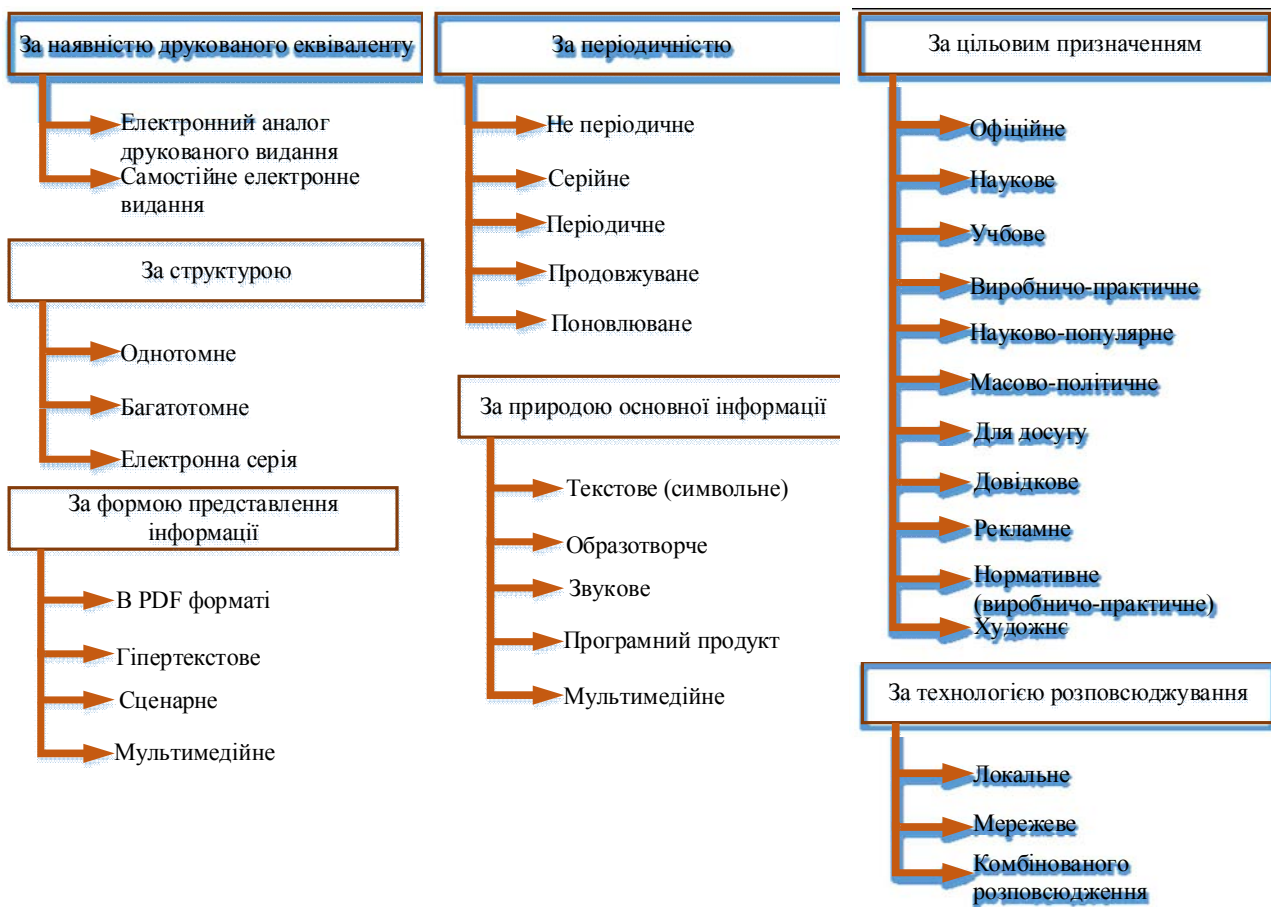 За наявністю друкованого еквіваленту
Електронний аналог
друкованого видання
Самостійне електронне
видання
За структурою
Однотомне
Багатотомне
Електронна серія
За формою представлення
інформації
В PDF форматі
Гіпертекстове
Сценарне
Мультимедійне
За періодичністю
Не періодичне
Серійне
Періодичне
Продовжуване
Поновлюване
За природою основної інформації
Текстове (символьне)
Образотворче
Звукове
Програмний продукт
Мультимедійне
За цільовим призначенням
Офіційне
Наукове
Учбове
Виробничо-практичне
Науково-популярне
Масово-політичне
Для досугу
Довідкове
Рекламне
Нормативне
(виробничо-практичне)
Художнє
За технологією розповсюджування
Локальне
Мережеве
Комбінованого
розповсюдження